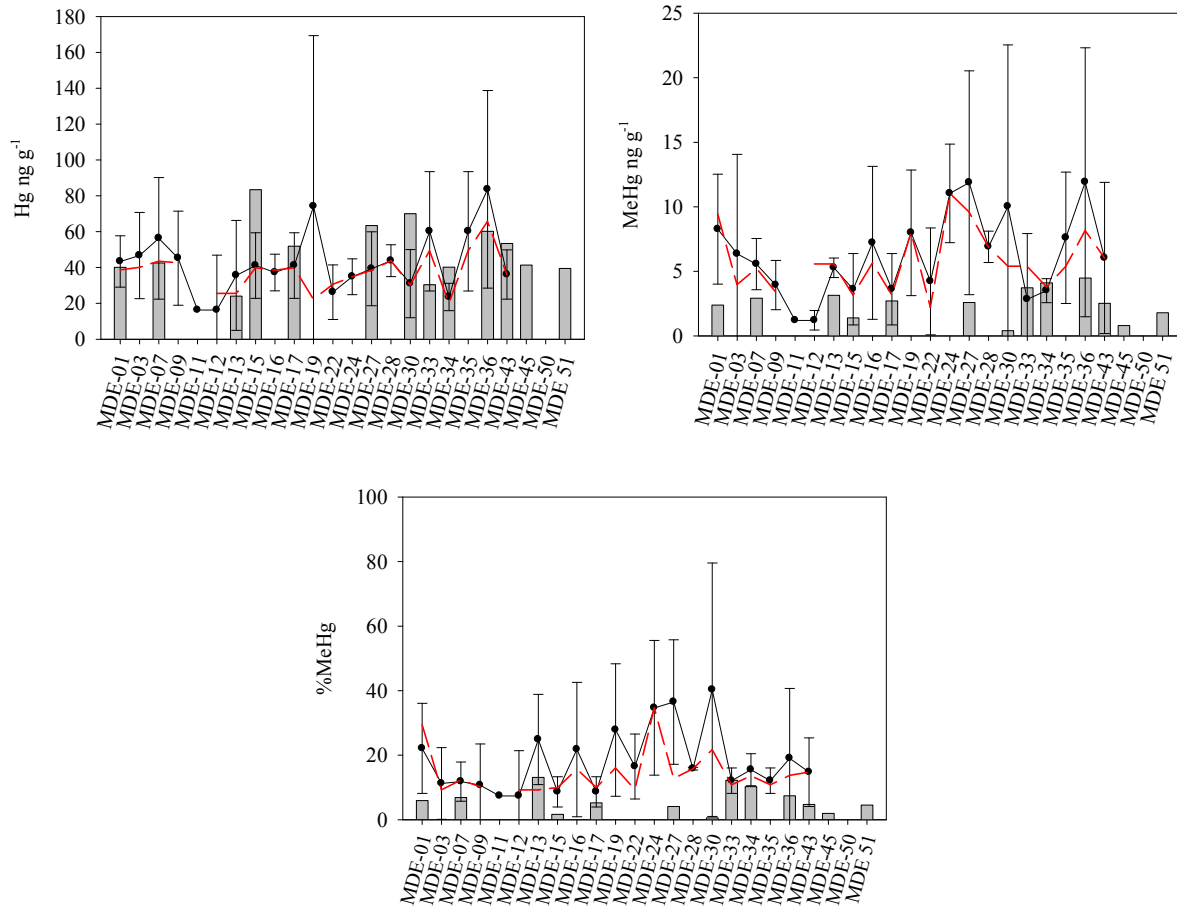 Hg ng g⁻¹
180
160
140
120
100
80
60
40
20
0
MDE-01
MDE-03
MDE-07
MDE-09
MDE-11
MDE-12
MDE-13
MDE-15
MDE-16
MDE-17
MDE-19
MDE-22
MDE-24
MDE-27
MDE-28
MDE-30
MDE-33
MDE-34
MDE-35
MDE-36
MDE-43
MDE-45
MDE-50
MDE 51
MeHg ng g⁻¹
25
20
15
10
5
0
MDE-01
MDE-03
MDE-07
MDE-09
MDE-11
MDE-12
MDE-13
MDE-15
MDE-16
MDE-17
MDE-19
MDE-22
MDE-24
MDE-27
MDE-28
MDE-30
MDE-33
MDE-34
MDE-35
MDE-36
MDE-43
MDE-45
MDE-50
MDE 51
%MeHg
100
80
60
40
20
0
MDE-01
MDE-03
MDE-07
MDE-09
MDE-11
MDE-12
MDE-13
MDE-15
MDE-16
MDE-17
MDE-19
MDE-22
MDE-24
MDE-27
MDE-28
MDE-30
MDE-33
MDE-34
MDE-35
MDE-36
MDE-43
MDE-45
MDE-50
MDE 51